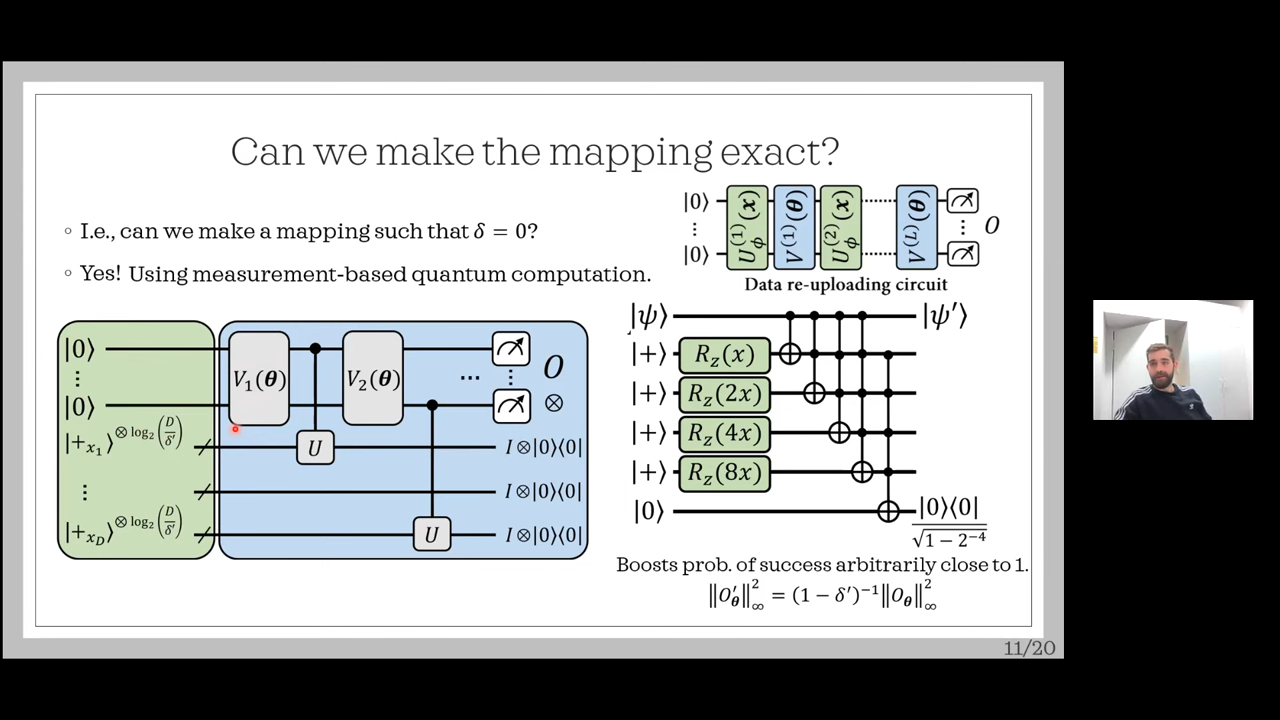 Can we make the mapping exact?
◦ I.e., can we make a mapping such that δ = 0?
◦ Yes! Using measurement-based quantum computation.
|0⟩ U_ϕ^(1)(x) V^(1)(θ) U_ϕ^(2)(x) ········ V^(L)(θ)
⋮ ⋮ O
|0⟩
Data re-uploading circuit
|0⟩
⋮ V₁(θ) V₂(θ) ··· ⋮ O
|0⟩ ⊗
|+_{x₁}⟩^{⊗ log₂(D/δ′)} U I⊗|0⟩⟨0|
⋮ I⊗|0⟩⟨0|
|+_{x_D}⟩^{⊗ log₂(D/δ′)} U I⊗|0⟩⟨0|
|ψ⟩ |ψ′⟩
|+⟩ R_Z(x)
|+⟩ R_Z(2x)
|+⟩ R_Z(4x)
|+⟩ R_Z(8x)
|0⟩ |0⟩⟨0| / √(1 − 2⁻⁴)
Boosts prob. of success arbitrarily close to 1.
‖O′_θ‖²_∞ = (1 − δ′)⁻¹‖O_θ‖²_∞
11/20